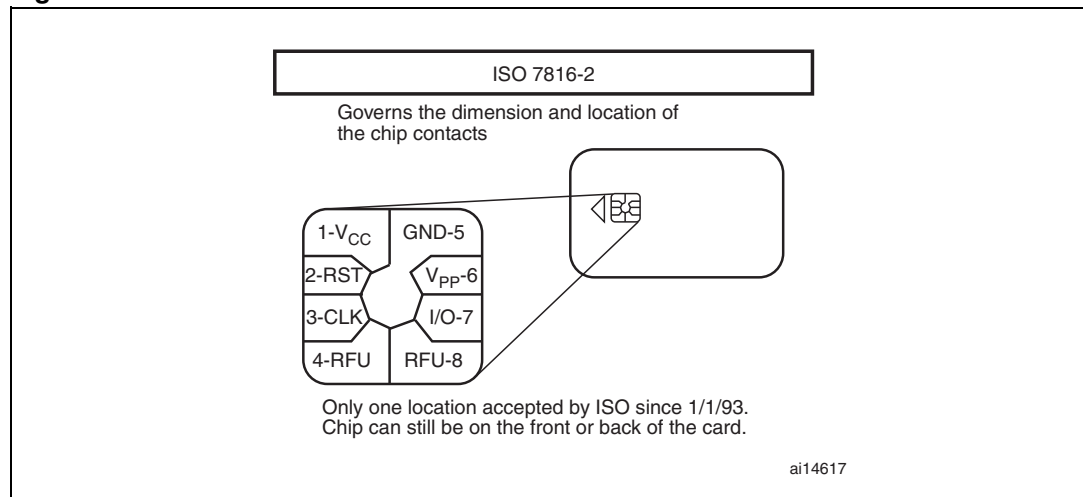 ISO 7816-2
Governs the dimension and location of
the chip contacts
1-VCC
GND-5
2-RST
VPP-6
3-CLK
I/O-7
4-RFU
RFU-8
Only one location accepted by ISO since 1/1/93.
Chip can still be on the front or back of the card.
ai14617